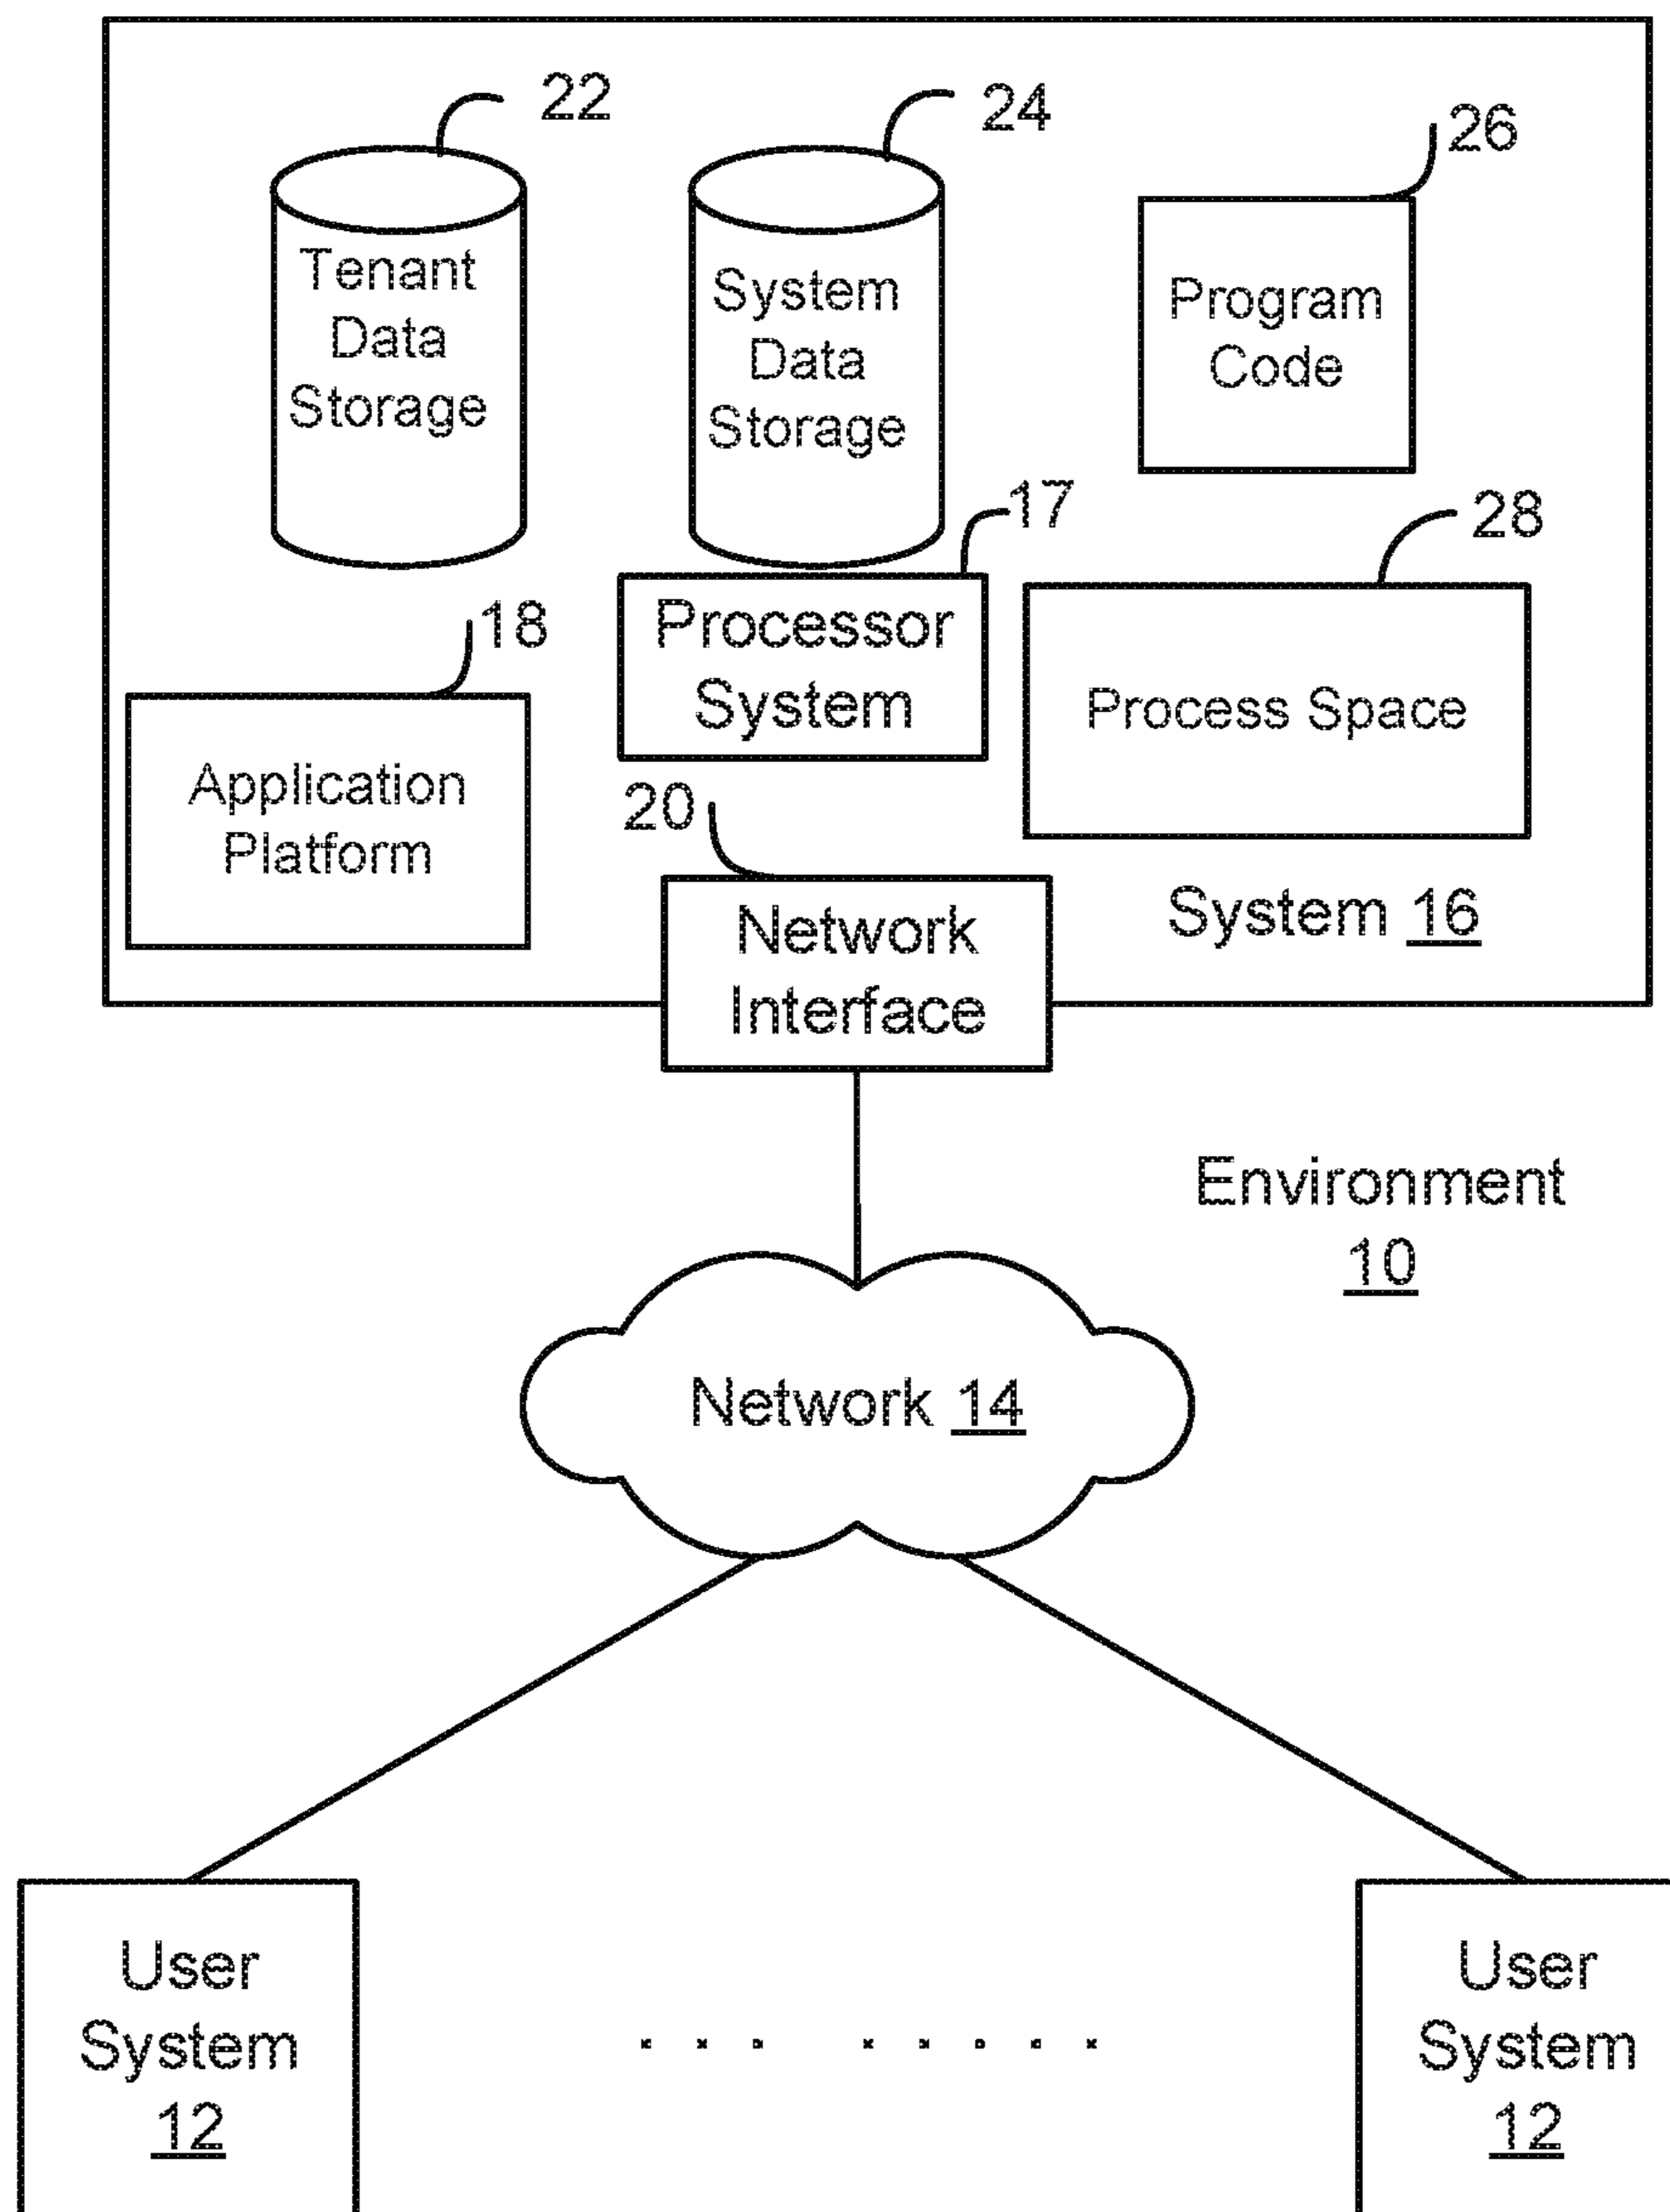 22
24
26
Tenant
Data
Storage
System
Data
Storage
Program
Code
17
28
18
Processor
System
Process Space
Application
Platform
20
Network
Interface
System 16
Environment
10
Network 14
User
System
12
. . . . . . . .
User
System
12